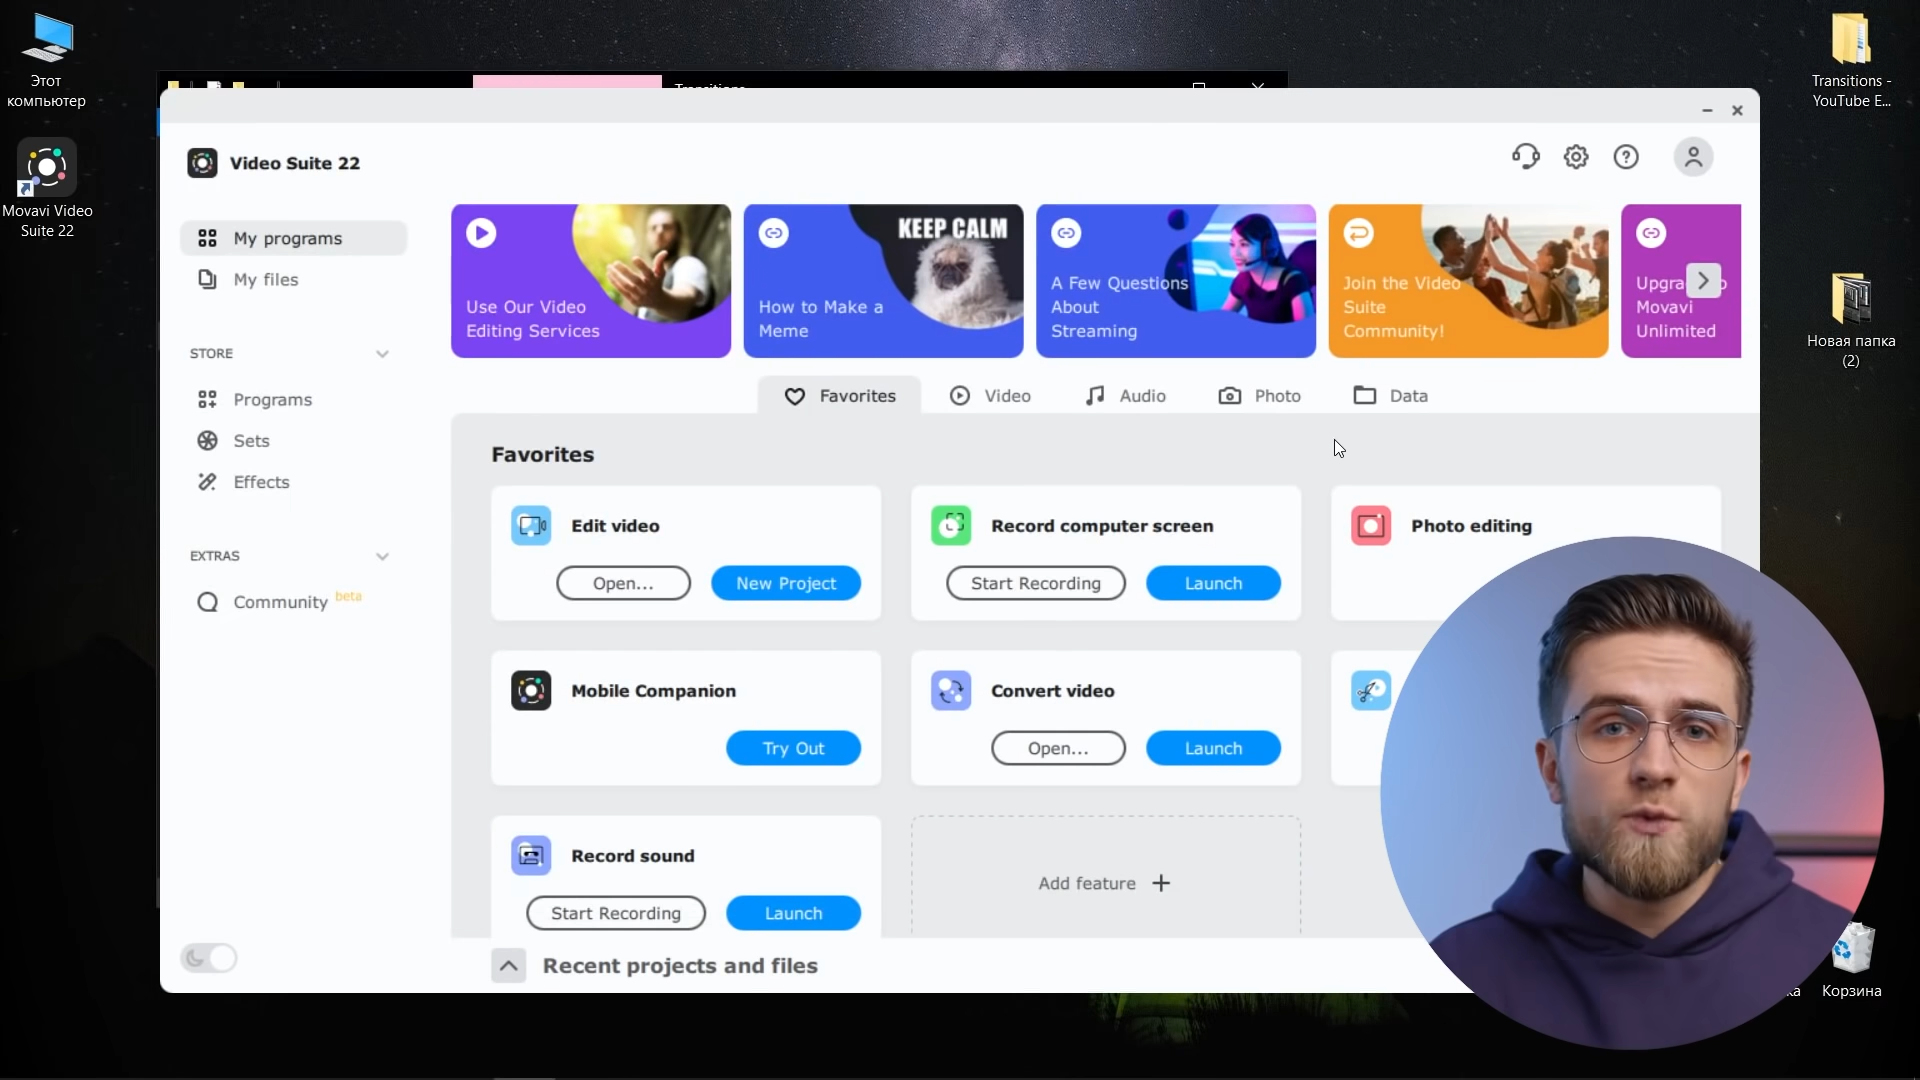 Этот
компьютер
Movavi Video
Suite 22
Transitions
Transitions -
YouTube E...
Новая папка
(2)
Корзина
Video Suite 22
My programs
My files
STORE
Programs
Sets
Effects
EXTRAS
Community beta
Use Our Video
Editing Services
KEEP CALM
How to Make a
Meme
A Few Questions
About
Streaming
Join the Video
Suite
Community!
Movavi
Unlimited
Favorites
Video
Audio
Photo
Data
Favorites
Edit video
Open...
New Project
Record computer screen
Start Recording
Launch
Photo editing
Mobile Companion
Try Out
Convert video
Open...
Launch
Record sound
Start Recording
Launch
Add feature +
Recent projects and files